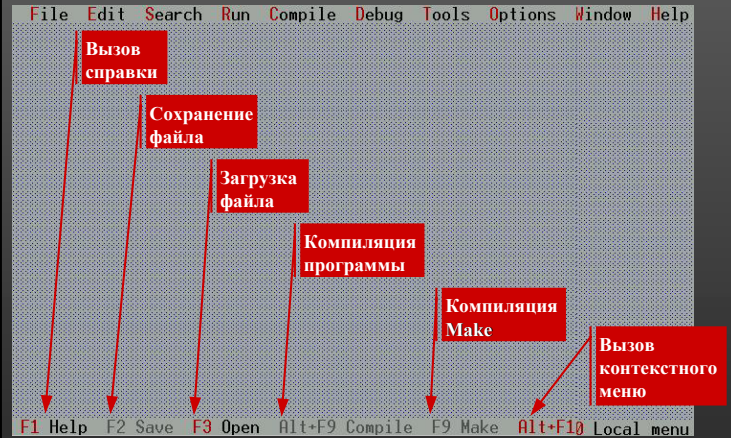 File Edit Search Run Compile Debug Tools Options Window Help
Вызов
справки
Сохранение
файла
Загрузка
файла
Компиляция
программы
Компиляция
Make
Вызов
контекстного
меню
F1 Help F2 Save F3 Open Alt+F9 Compile F9 Make Alt+F10 Local menu